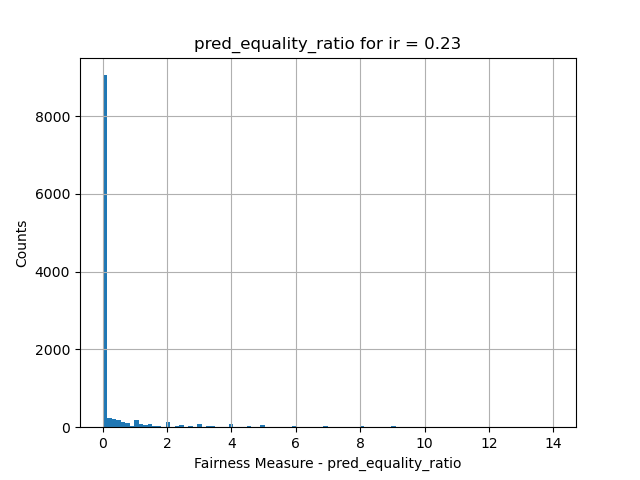 pred_equality_ratio for ir = 0.23
8000
6000
4000
2000
0
Counts
0 2 4 6 8 10 12 14
Fairness Measure - pred_equality_ratio